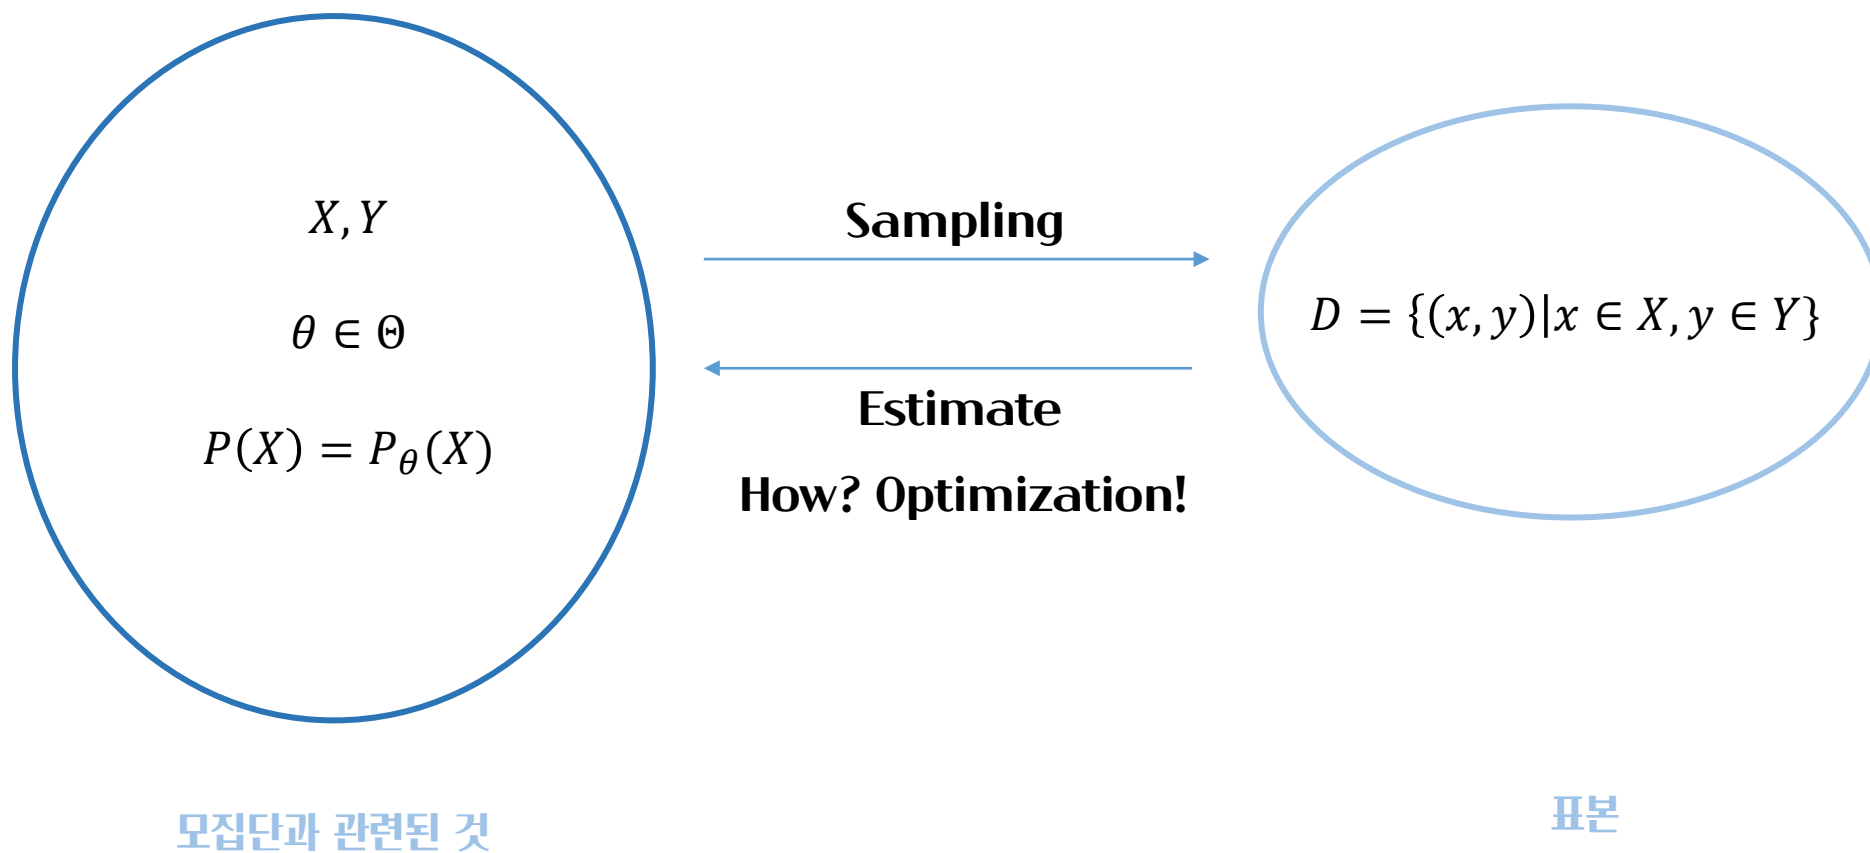 X, Y
θ ∈ Θ
P(X) = P_θ(X)
Sampling
Estimate
How? Optimization!
D = {(x, y)|x ∈ X, y ∈ Y}
모집단과 관련된 것
표본